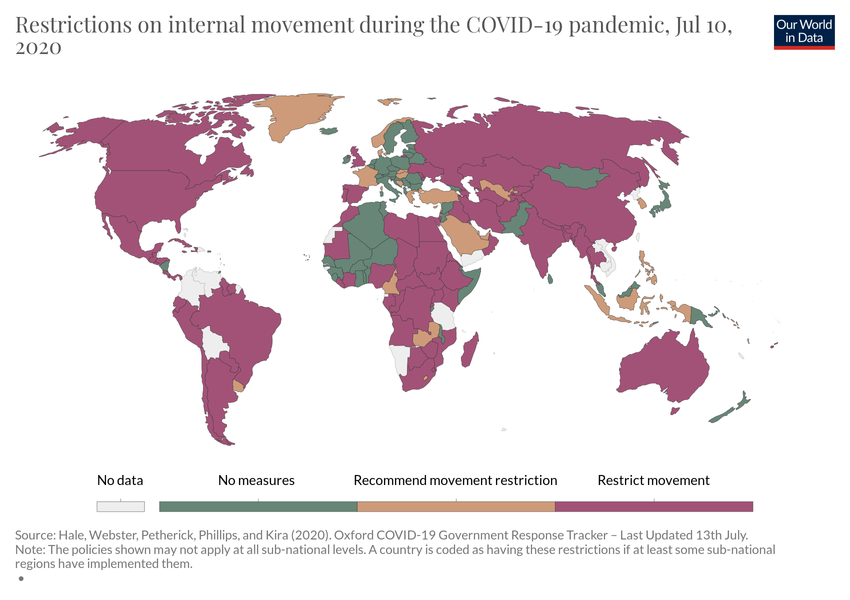 Restrictions on internal movement during the COVID-19 pandemic, Jul 10,
2020
Our World
in Data
No data
No measures
Recommend movement restriction
Restrict movement
Source: Hale, Webster, Petherick, Phillips, and Kira (2020). Oxford COVID-19 Government Response Tracker – Last Updated 13th July.
Note: The policies shown may not apply at all sub-national levels. A country is coded as having these restrictions if at least some sub-national
regions have implemented them.